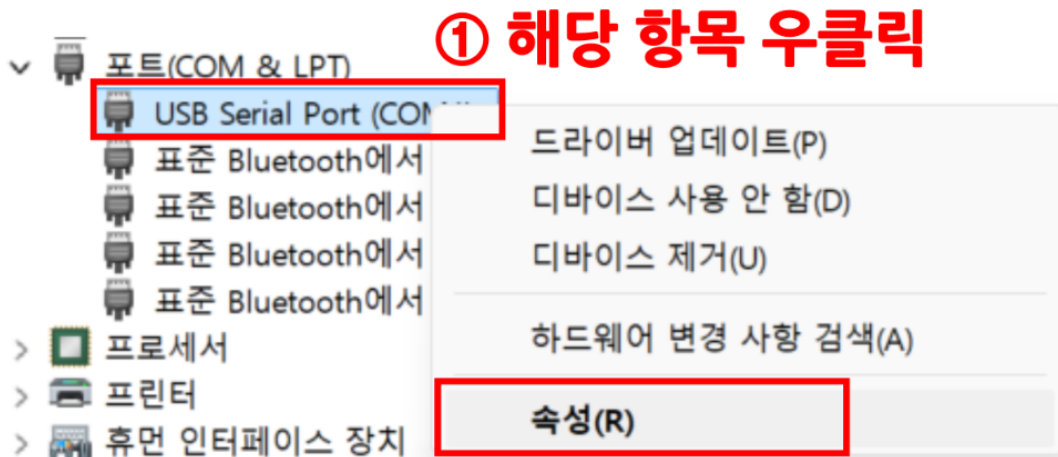 ① 해당 항목 우클릭
포트(COM & LPT)
USB Serial Port (COM
표준 Bluetooth에서
표준 Bluetooth에서
표준 Bluetooth에서
표준 Bluetooth에서
프로세서
프린터
휴먼 인터페이스 장치
드라이버 업데이트(P)
디바이스 사용 안 함(D)
디바이스 제거(U)
하드웨어 변경 사항 검색(A)
속성(R)